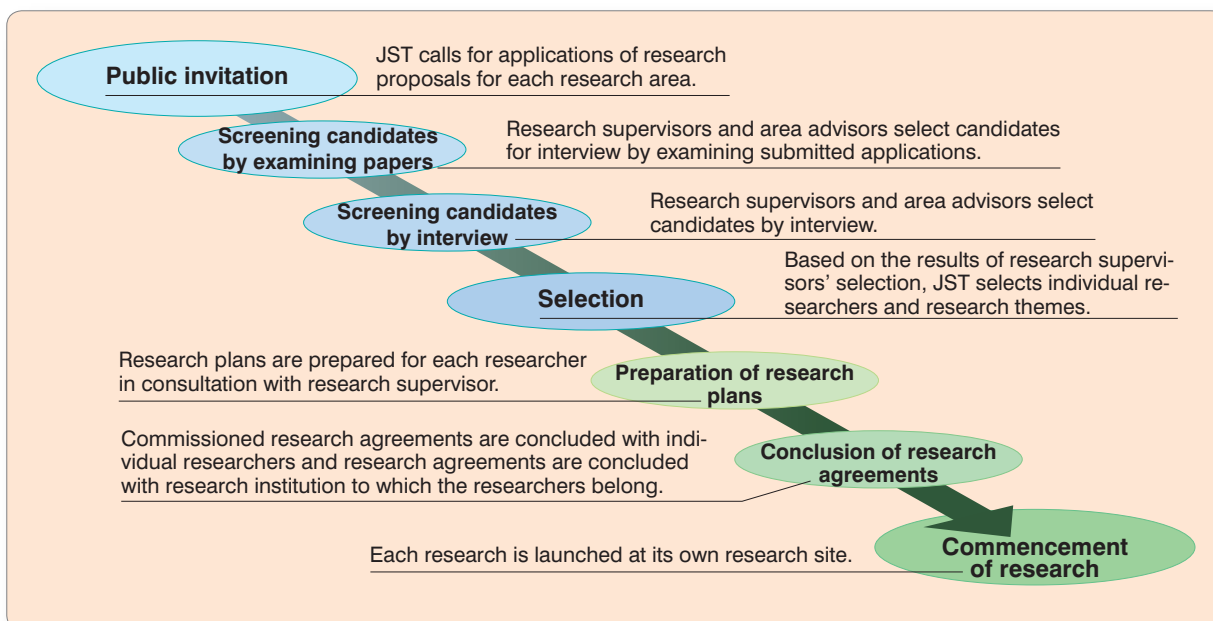 Public invitation
JST calls for applications of research
proposals for each research area.
Screening candidates
by examining papers
Research supervisors and area advisors select candidates
for interview by examining submitted applications.
Screening candidates
by interview
Research supervisors and area advisors select
candidates by interview.
Selection
Based on the results of research supervi-
sors’ selection, JST selects individual re-
searchers and research themes.
Preparation of research
plans
Research plans are prepared for each researcher
in consultation with research supervisor.
Conclusion of research
agreements
Commissioned research agreements are concluded with indi-
vidual researchers and research agreements are concluded
with research institution to which the researchers belong.
Commencement
of research
Each research is launched at its own research site.